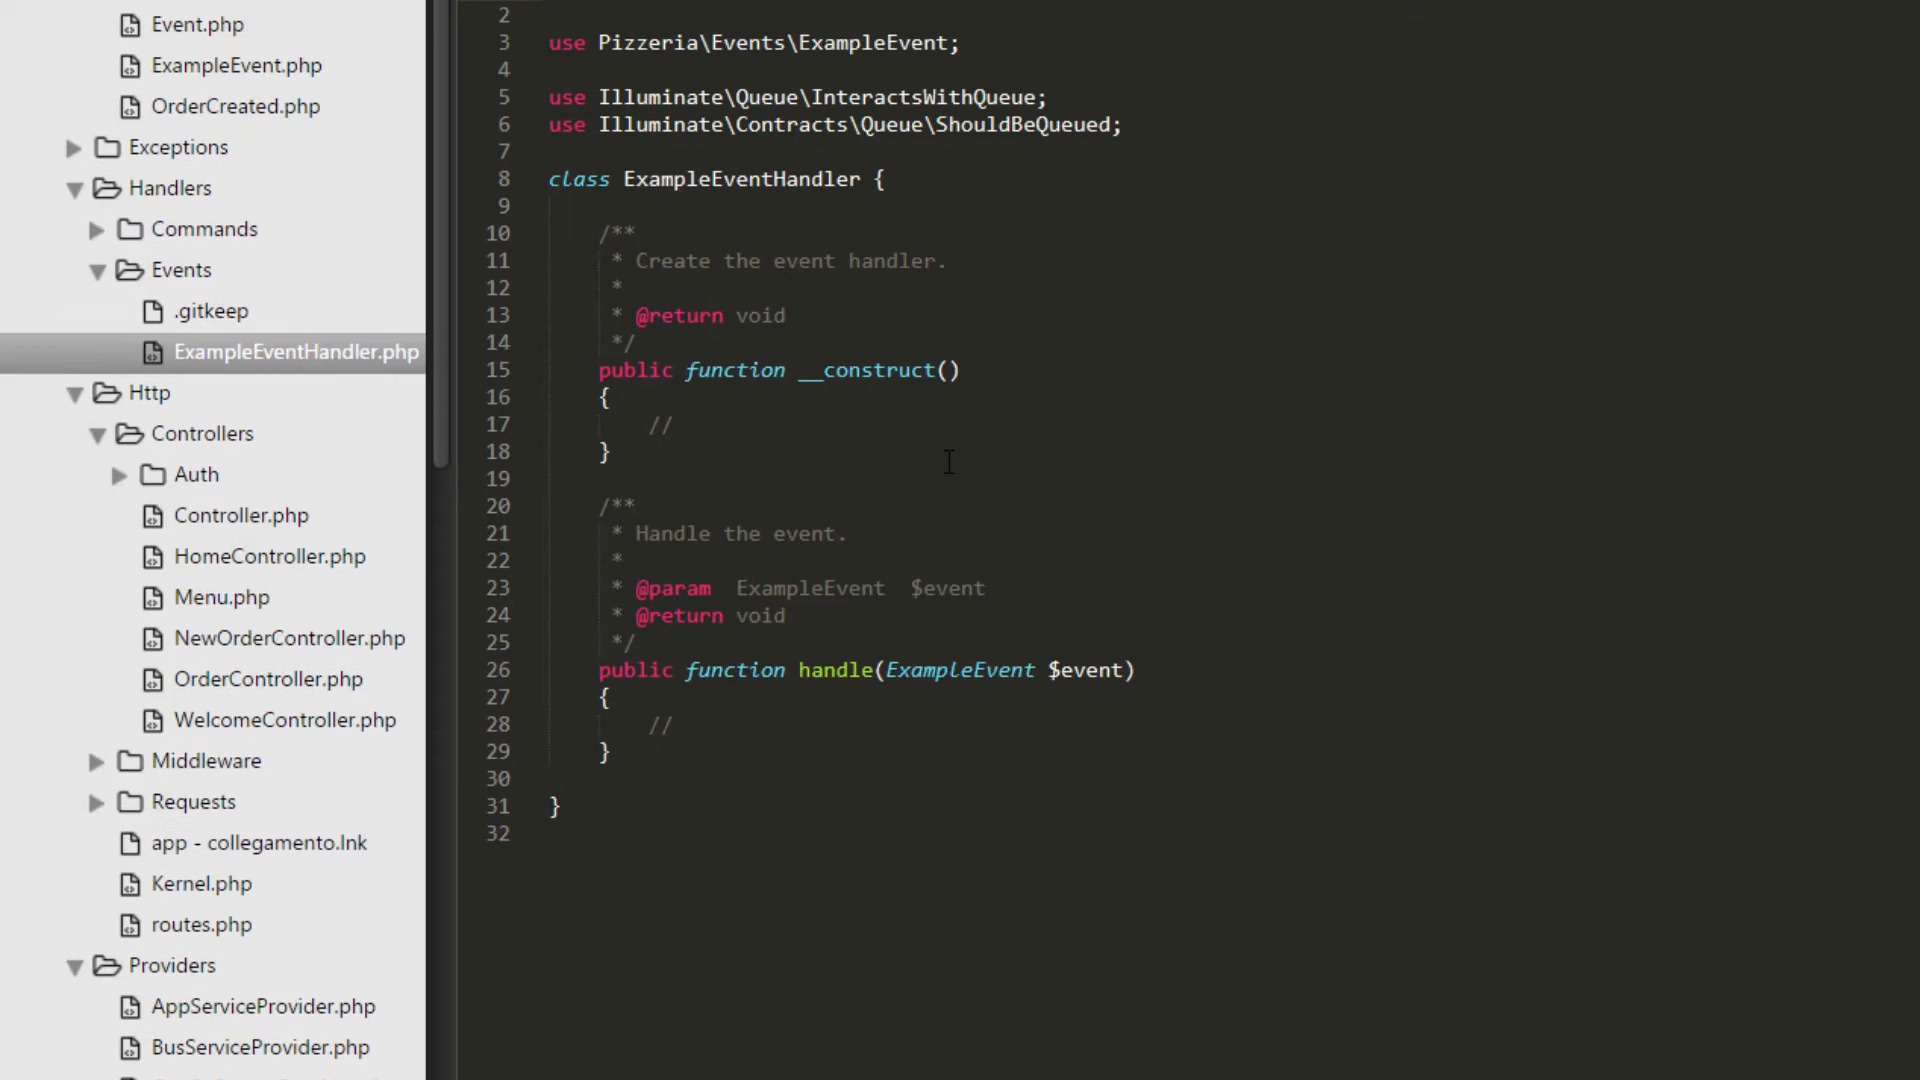 Event.php
ExampleEvent.php
OrderCreated.php
Exceptions
Handlers
Commands
Events
.gitkeep
ExampleEventHandler.php
Http
Controllers
Auth
Controller.php
HomeController.php
Menu.php
NewOrderController.php
OrderController.php
WelcomeController.php
Middleware
Requests
app - collegamento.lnk
Kernel.php
routes.php
Providers
AppServiceProvider.php
BusServiceProvider.php
2
3 use Pizzeria\Events\ExampleEvent;
4
5 use Illuminate\Queue\InteractsWithQueue;
6 use Illuminate\Contracts\Queue\ShouldBeQueued;
7
8 class ExampleEventHandler {
9
10 /**
11 * Create the event handler.
12 *
13 * @return void
14 */
15 public function __construct()
16 {
17 //
18 }
19
20 /**
21 * Handle the event.
22 *
23 * @param  ExampleEvent  $event
24 * @return void
25 */
26 public function handle(ExampleEvent $event)
27 {
28 //
29 }
30
31 }
32